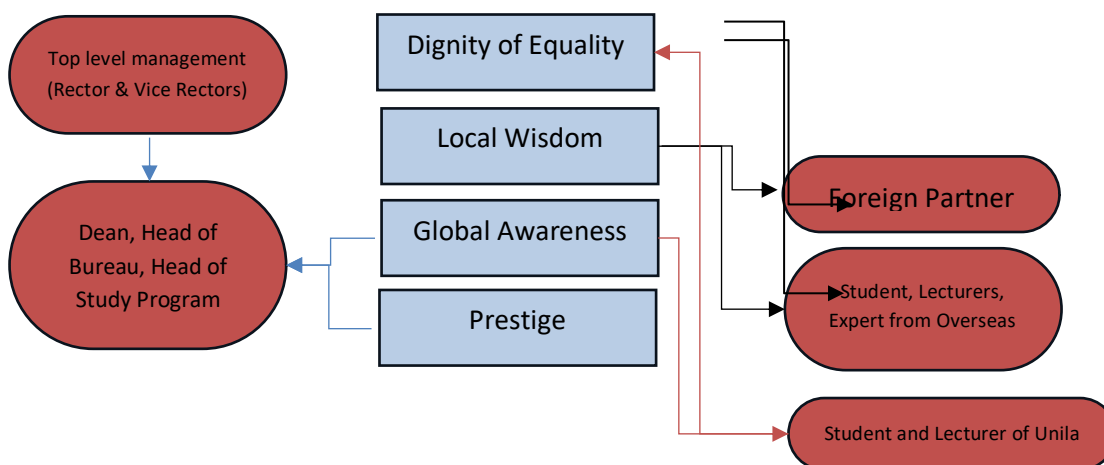 Top level management
(Rector & Vice Rectors)
Dean, Head of
Bureau, Head of
Study Program
Dignity of Equality
Local Wisdom
Global Awareness
Prestige
Foreign Partner
Student, Lecturers,
Expert from Overseas
Student and Lecturer of Unila